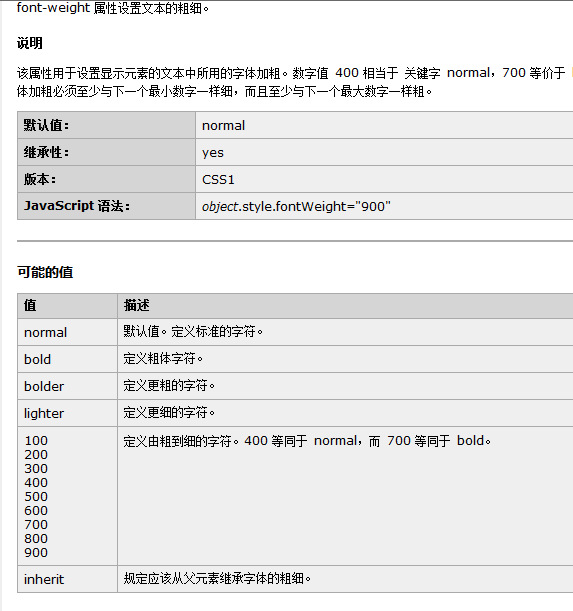 font-weight 属性设置文本的粗细。
说明
该属性用于设置显示元素的文本中所用的字体加粗。数字值 400 相当于 关键字 normal，700 等价于
体加粗必须至少与下一个最小数字一样细，而且至少与下一个最大数字一样粗。
默认值： normal
继承性： yes
版本： CSS1
JavaScript 语法： object.style.fontWeight="900"
可能的值
值 描述
normal 默认值。定义标准的字符。
bold 定义粗体字符。
bolder 定义更粗的字符。
lighter 定义更细的字符。
100 定义由粗到细的字符。400 等同于 normal，而 700 等同于 bold。
200
300
400
500
600
700
800
900
inherit 规定应该从父元素继承字体的粗细。